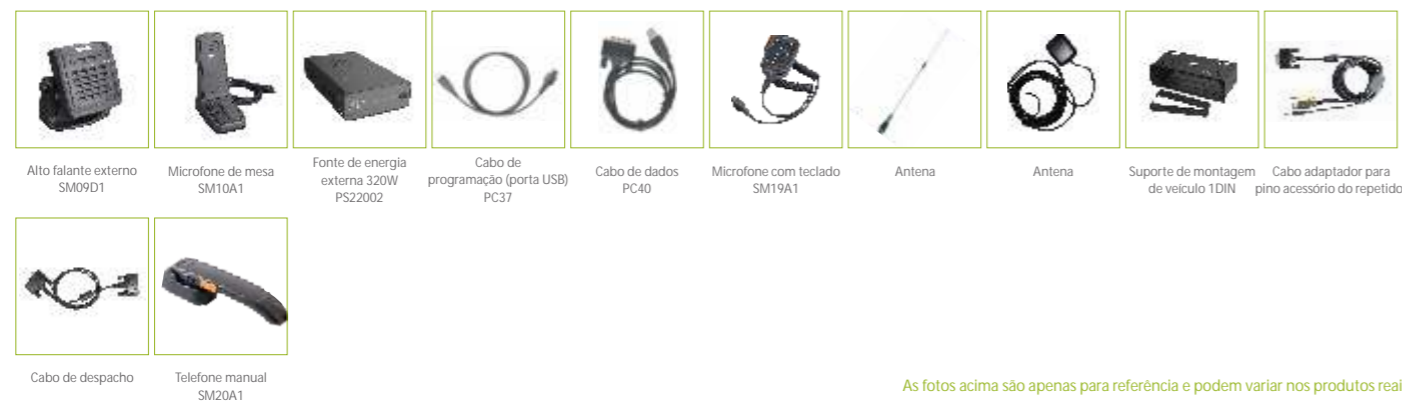 Alto falante externo
SM09D1
Microfone de mesa
SM10A1
Fonte de energia
externa 320W
PS22002
Cabo de
programação (porta USB)
PC37
Cabo de dados
PC40
Microfone com teclado
SM19A1
Antena
Antena
Suporte de montagem
de veículo 1DIN
Cabo adaptador para
pino acessório do repetido
Cabo de despacho
Telefone manual
SM20A1
As fotos acima são apenas para referência e podem variar nos produtos reai